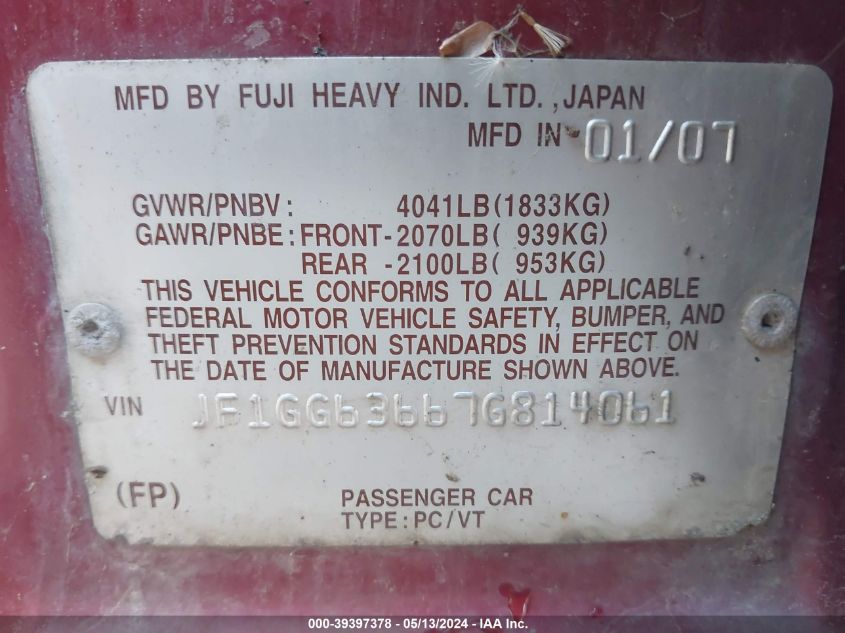 MFD BY FUJI HEAVY IND. LTD., JAPAN
MFD IN 01/07
GVWR/PNBV: 4041LB(1833KG)
GAWR/PNBE: FRONT-2070LB( 939KG)
REAR -2100LB( 953KG)
THIS VEHICLE CONFORMS TO ALL APPLICABLE
FEDERAL MOTOR VEHICLE SAFETY, BUMPER, AND
THEFT PREVENTION STANDARDS IN EFFECT ON
THE DATE OF MANUFACTURE SHOWN ABOVE.
VIN JF1GG63667G814061
(FP) PASSENGER CAR
TYPE: PC/VT
000-39397378 - 05/13/2024 - IAA Inc.